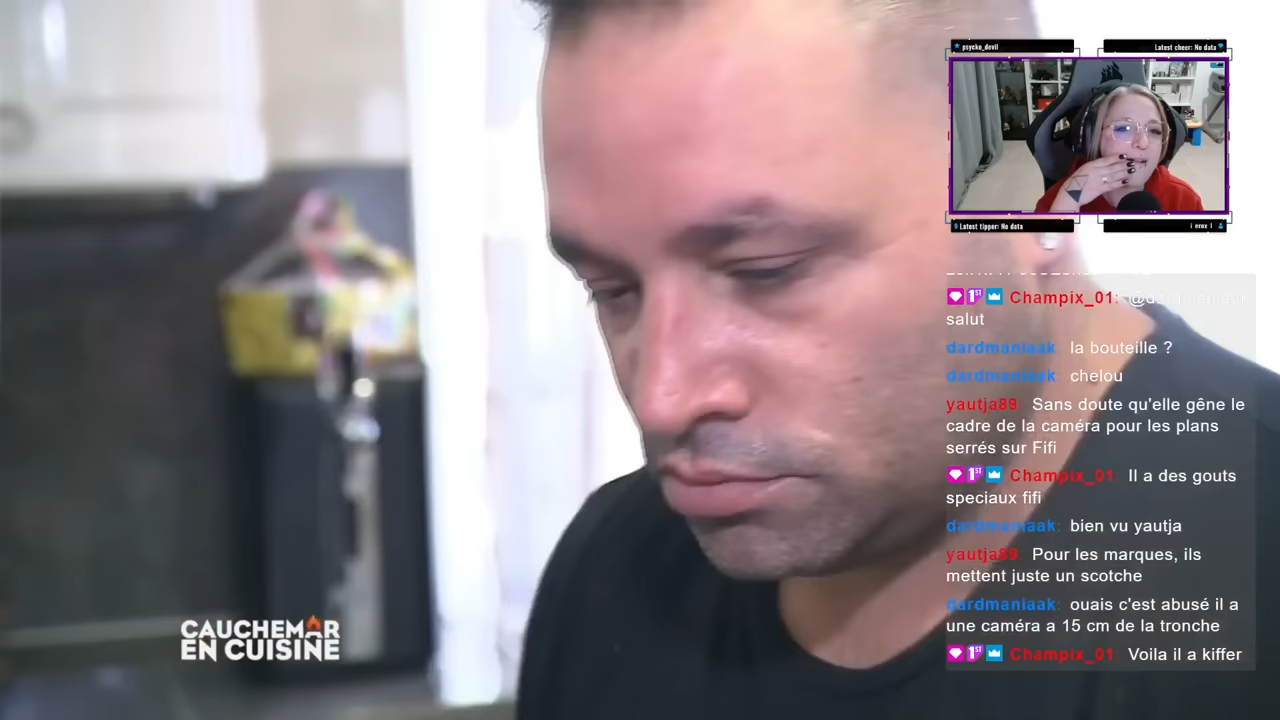 psycko_devil
Latest cheer: No data
Latest tipper: No data
Champix_01:
salut
dardmaniaak: la bouteille ?
dardmaniaak: chelou
yautja89: Sans doute qu'elle gêne le
cadre de la caméra pour les plans
serrés sur Fifi
Champix_01: Il a des gouts
speciaux fifi
dardmaniaak: bien vu yautja
yautja89: Pour les marques, ils
mettent juste un scotche
dardmaniaak: ouais c'est abusé il a
une caméra a 15 cm de la tronche
Champix_01: Voila il a kiffer
CAUCHEMAR
EN CUISINE